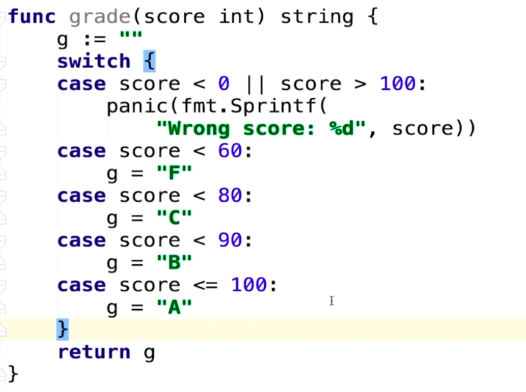 func grade(score int) string {
    g := ""
    switch {
    case score < 0 || score > 100:
        panic(fmt.Sprintf(
            "Wrong score: %d", score))
    case score < 60:
        g = "F"
    case score < 80:
        g = "C"
    case score < 90:
        g = "B"
    case score <= 100:
        g = "A"
    }
    return g
}